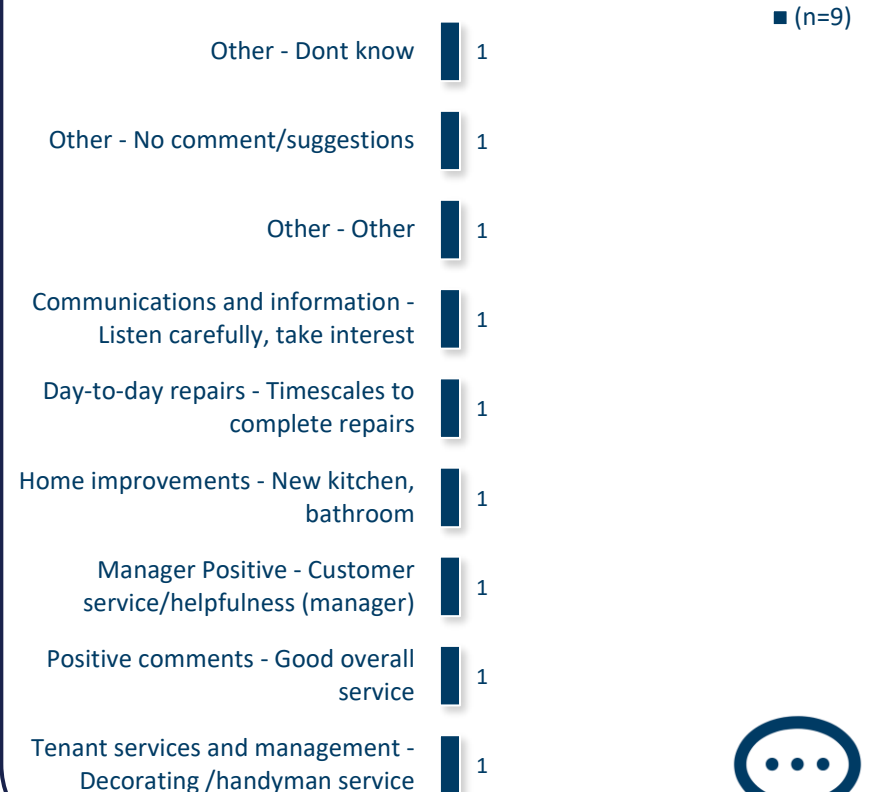 ■ (n=9)
Other - Dont know 1
Other - No comment/suggestions 1
Other - Other 1
Communications and information -
Listen carefully, take interest 1
Day-to-day repairs - Timescales to
complete repairs 1
Home improvements - New kitchen,
bathroom 1
Manager Positive - Customer
service/helpfulness (manager) 1
Positive comments - Good overall
service 1
Tenant services and management -
Decorating /handyman service 1